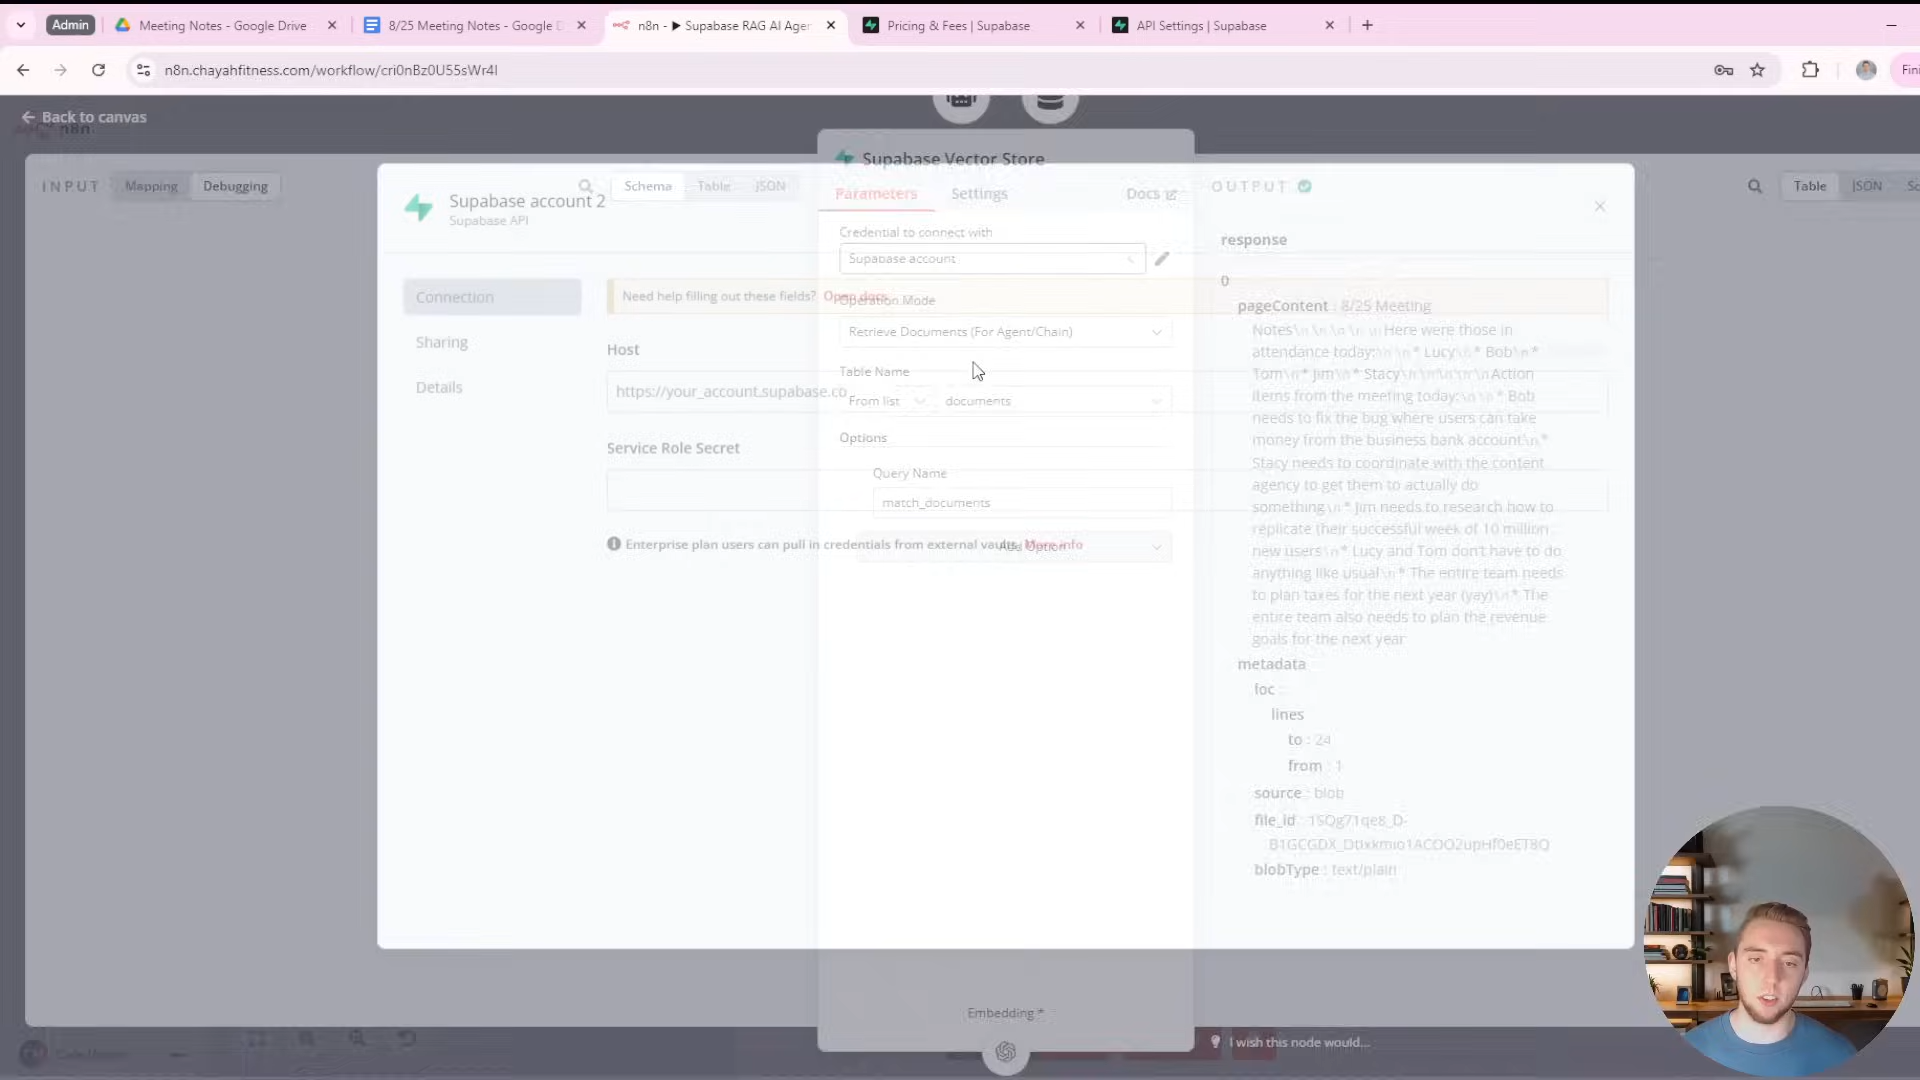 Admin
Meeting Notes - Google Drive
8/25 Meeting Notes - Google D
n8n - ▶ Supabase RAG AI Agen
Pricing & Fees | Supabase
API Settings | Supabase
n8n.chayahfitness.com/workflow/cri0nBz0U55sWr4l
Fini
Back to canvas
n8n
INPUT
Mapping
Debugging
Schema
Table
JSON
Supabase account 2
Supabase API
Connection
Sharing
Details
Need help filling out these fields? Open docs
Host
https://your_account.supabase.co
Service Role Secret
Enterprise plan users can pull in credentials from external vaults. More info
Supabase Vector Store
Parameters
Settings
Docs
Credential to connect with
Supabase account
Operation Mode
Retrieve Documents (For Agent/Chain)
Table Name
From list
documents
Options
Query Name
match_documents
Add Option
Embedding *
OUTPUT
Table
JSON
response
0
pageContent : 8/25 Meeting
Notes\n\n\n\n\n\nHere were those in
attendance today:\n\n* Lucy\n* Bob\n*
Tom\n* Jim\n* Stacy\n\n\n\n\nAction
items from the meeting today:\n\n* Bob
needs to fix the bug where users can take
money from the business bank account\n*
Stacy needs to coordinate with the content
agency to get them to actually do
something\n* Jim needs to research how to
replicate their successful week of 10 million
new users\n* Lucy and Tom don't have to do
anything like usual\n* The entire team needs
to plan taxes for the next year (yay)\n* The
entire team also needs to plan the revenue
goals for the next year
metadata
loc :
lines
to : 24
from : 1
source : blob
file_id : 1SQg71qe8_D-
blobType : text/plain
I wish this node would...